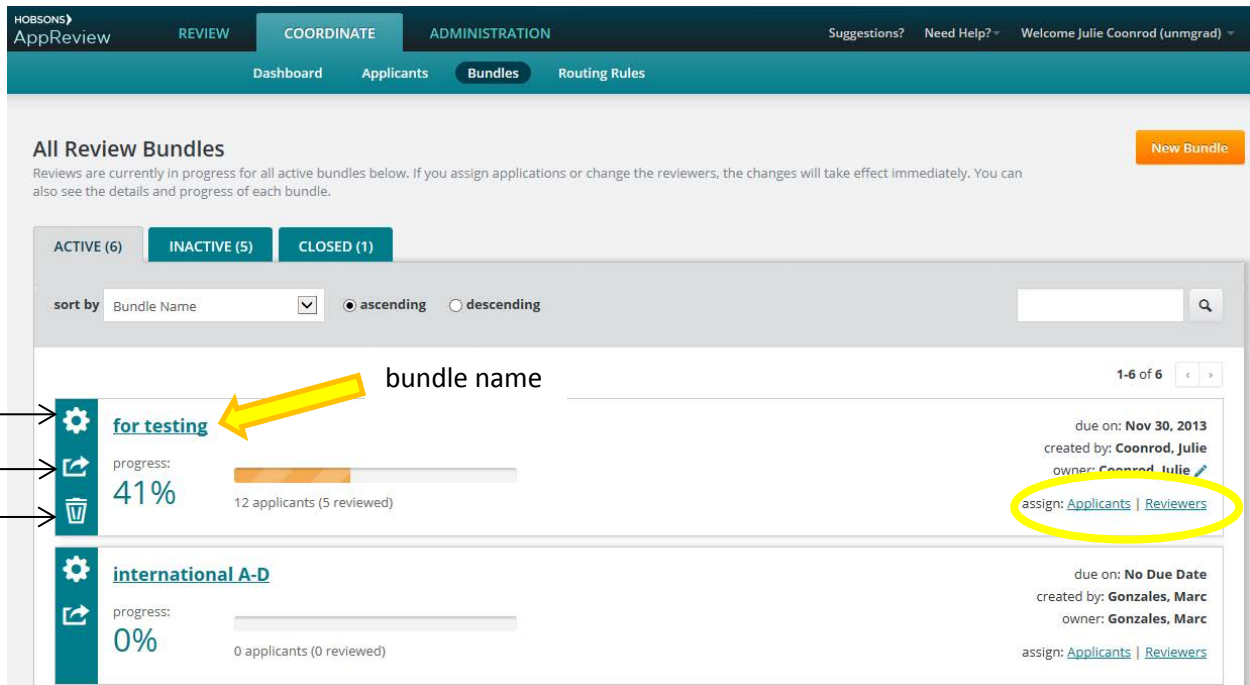 HOBSONS
AppReview
REVIEW COORDINATE ADMINISTRATION Suggestions? Need Help? Welcome Julie Coonrod (unmgrad)
Dashboard Applicants Bundles Routing Rules
All Review Bundles
New Bundle
Reviews are currently in progress for all active bundles below. If you assign applications or change the reviewers, the changes will take effect immediately. You can
also see the details and progress of each bundle.
ACTIVE (6) INACTIVE (5) CLOSED (1)
sort by Bundle Name ascending descending
1-6 of 6
bundle name
for testing
due on: Nov 30, 2013
created by: Coonrod, Julie
owner: Coonrod, Julie
progress:
41%
12 applicants (5 reviewed)
assign: Applicants | Reviewers
international A-D
due on: No Due Date
created by: Gonzales, Marc
owner: Gonzales, Marc
progress:
0%
0 applicants (0 reviewed)
assign: Applicants | Reviewers